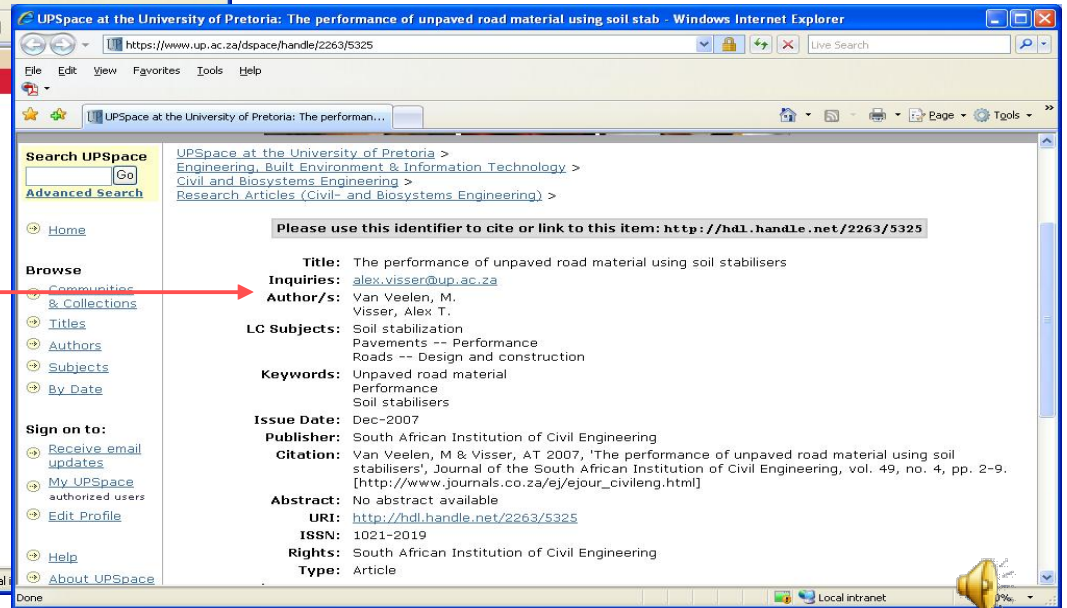 UPSpace at the University of Pretoria: The performance of unpaved road material using soil stab - Windows Internet Explorer
https://www.up.ac.za/dspace/handle/2263/5325
Live Search
File Edit View Favorites Tools Help
UPSpace at the University of Pretoria: The performan...
Page Tools
Search UPSpace
Go
Advanced Search
Home
Browse
Communities
& Collections
Titles
Authors
Subjects
By Date
Sign on to:
Receive email
updates
My UPSpace
authorized users
Edit Profile
Help
About UPSpace
UPSpace at the University of Pretoria >
Engineering, Built Environment & Information Technology >
Civil and Biosystems Engineering >
Research Articles (Civil- and Biosystems Engineering) >
Please use this identifier to cite or link to this item: http://hdl.handle.net/2263/5325
Title: The performance of unpaved road material using soil stabilisers
Inquiries: alex.visser@up.ac.za
Author/s: Van Veelen, M.
Visser, Alex T.
LC Subjects: Soil stabilization
Pavements -- Performance
Roads -- Design and construction
Keywords: Unpaved road material
Performance
Soil stabilisers
Issue Date: Dec-2007
Publisher: South African Institution of Civil Engineering
Citation: Van Veelen, M & Visser, AT 2007, 'The performance of unpaved road material using soil
stabilisers', Journal of the South African Institution of Civil Engineering, vol. 49, no. 4, pp. 2-9.
[http://www.journals.co.za/ej/ejour_civileng.html]
Abstract: No abstract available
URI: http://hdl.handle.net/2263/5325
ISSN: 1021-2019
Rights: South African Institution of Civil Engineering
Type: Article
Done
Local intranet